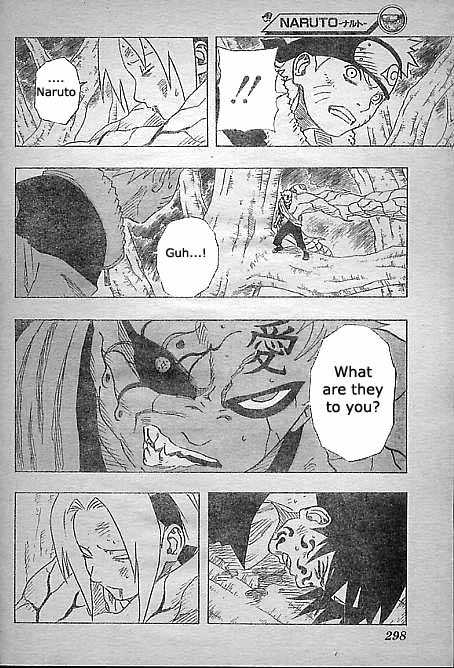 NARUTO -ナルト-
!!
....
Naruto
Guh...!
愛
What
are they
to you?
298